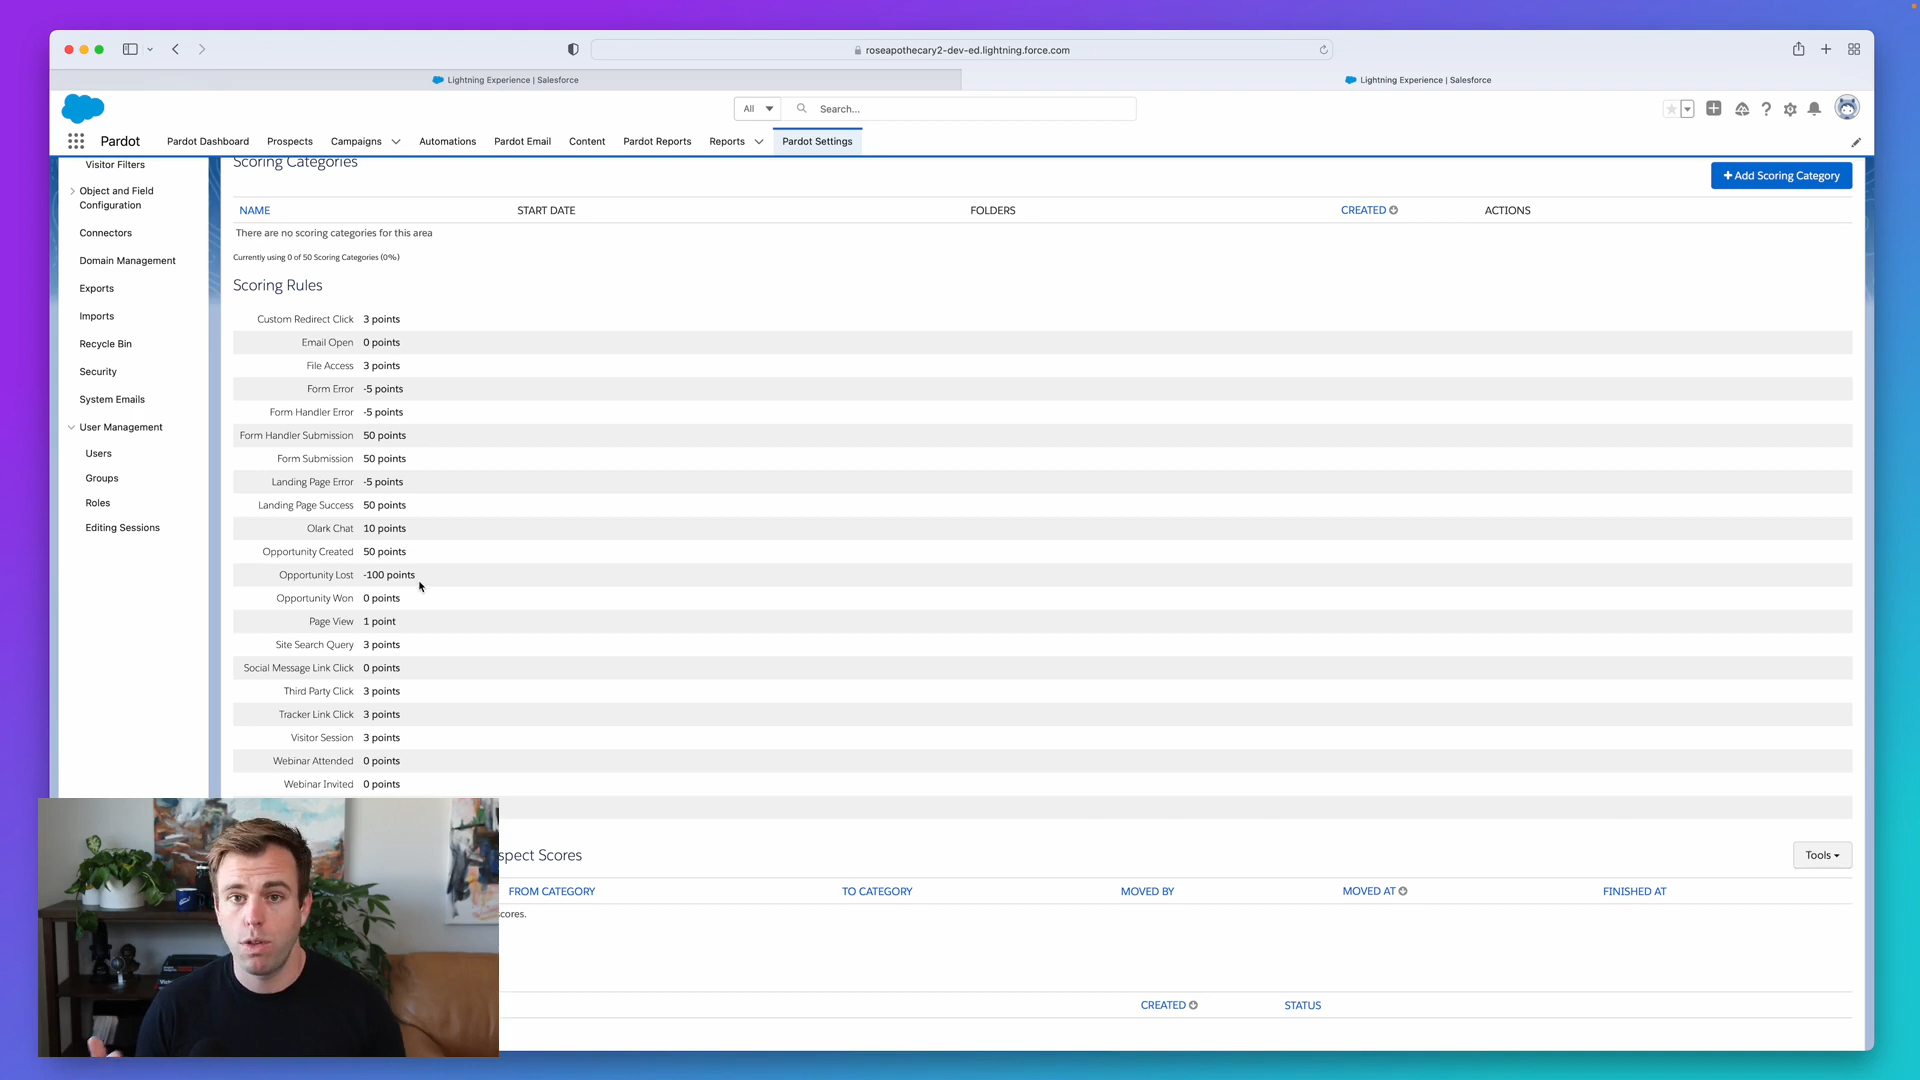 roseapothecary2-dev-ed.lightning.force.com
Lightning Experience | Salesforce
Lightning Experience | Salesforce
All
Search...
Pardot
Pardot Dashboard
Prospects
Campaigns
Automations
Pardot Email
Content
Pardot Reports
Reports
Pardot Settings
Visitor Filters
Object and Field
Configuration
Connectors
Domain Management
Exports
Imports
Recycle Bin
Security
System Emails
User Management
Users
Groups
Roles
Editing Sessions
Scoring Categories
+ Add Scoring Category
NAME START DATE FOLDERS CREATED ACTIONS
There are no scoring categories for this area
Currently using 0 of 50 Scoring Categories (0%)
Scoring Rules
Custom Redirect Click 3 points
Email Open 0 points
File Access 3 points
Form Error -5 points
Form Handler Error -5 points
Form Handler Submission 50 points
Form Submission 50 points
Landing Page Error -5 points
Landing Page Success 50 points
Olark Chat 10 points
Opportunity Created 50 points
Opportunity Lost -100 points
Opportunity Won 0 points
Page View 1 point
Site Search Query 3 points
Social Message Link Click 0 points
Third Party Click 3 points
Tracker Link Click 3 points
Visitor Session 3 points
Webinar Attended 0 points
Webinar Invited 0 points
spect Scores
Tools
FROM CATEGORY TO CATEGORY MOVED BY MOVED AT FINISHED AT
scores.
CREATED STATUS